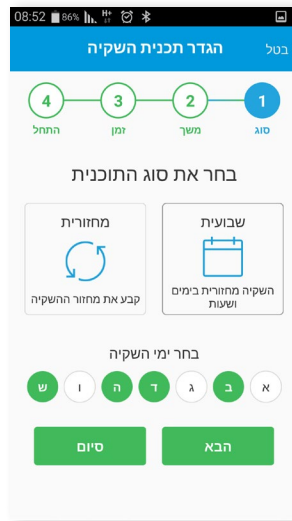 08:52 86% H+
הגדר תכנית השקיה
בטל
1 2 3 4
סוג משך זמן התחל
בחר את סוג התוכנית
שבועית
השקיה מחזורית בימים
ושעות
מחזורית
קבע את מחזור ההשקיה
בחר ימי השקיה
א ב ג ד ה ו ש
הבא סיום